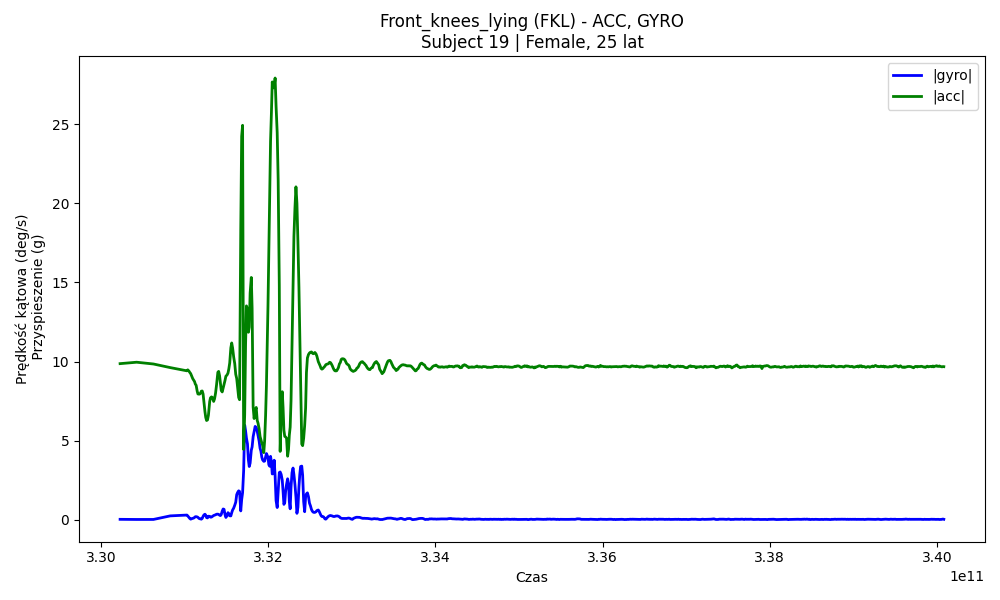 Front_knees_lying (FKL) - ACC, GYRO
Subject 19 | Female, 25 lat
|gyro|
|acc|
Prędkość kątowa (deg/s)
Przyspieszenie (g)
25
20
15
10
5
0
3.30
3.32
3.34
3.36
3.38
3.40
1e11
Czas